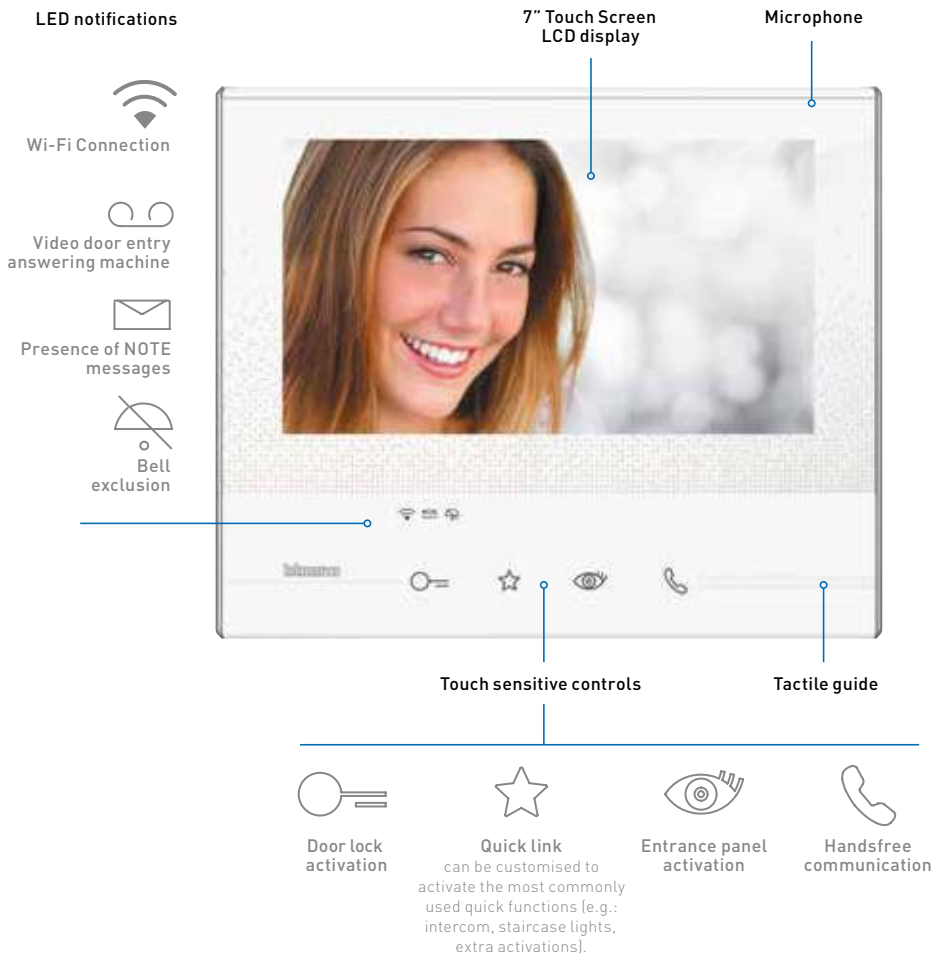 LED notifications
7” Touch Screen
LCD display
Microphone
Wi-Fi Connection
Video door entry
answering machine
Presence of NOTE
messages
Bell
exclusion
bticino
Touch sensitive controls
Tactile guide
Door lock
activation
Quick link
can be customised to
activate the most commonly
used quick functions (e.g.:
intercom, staircase lights,
extra activations).
Entrance panel
activation
Handsfree
communication